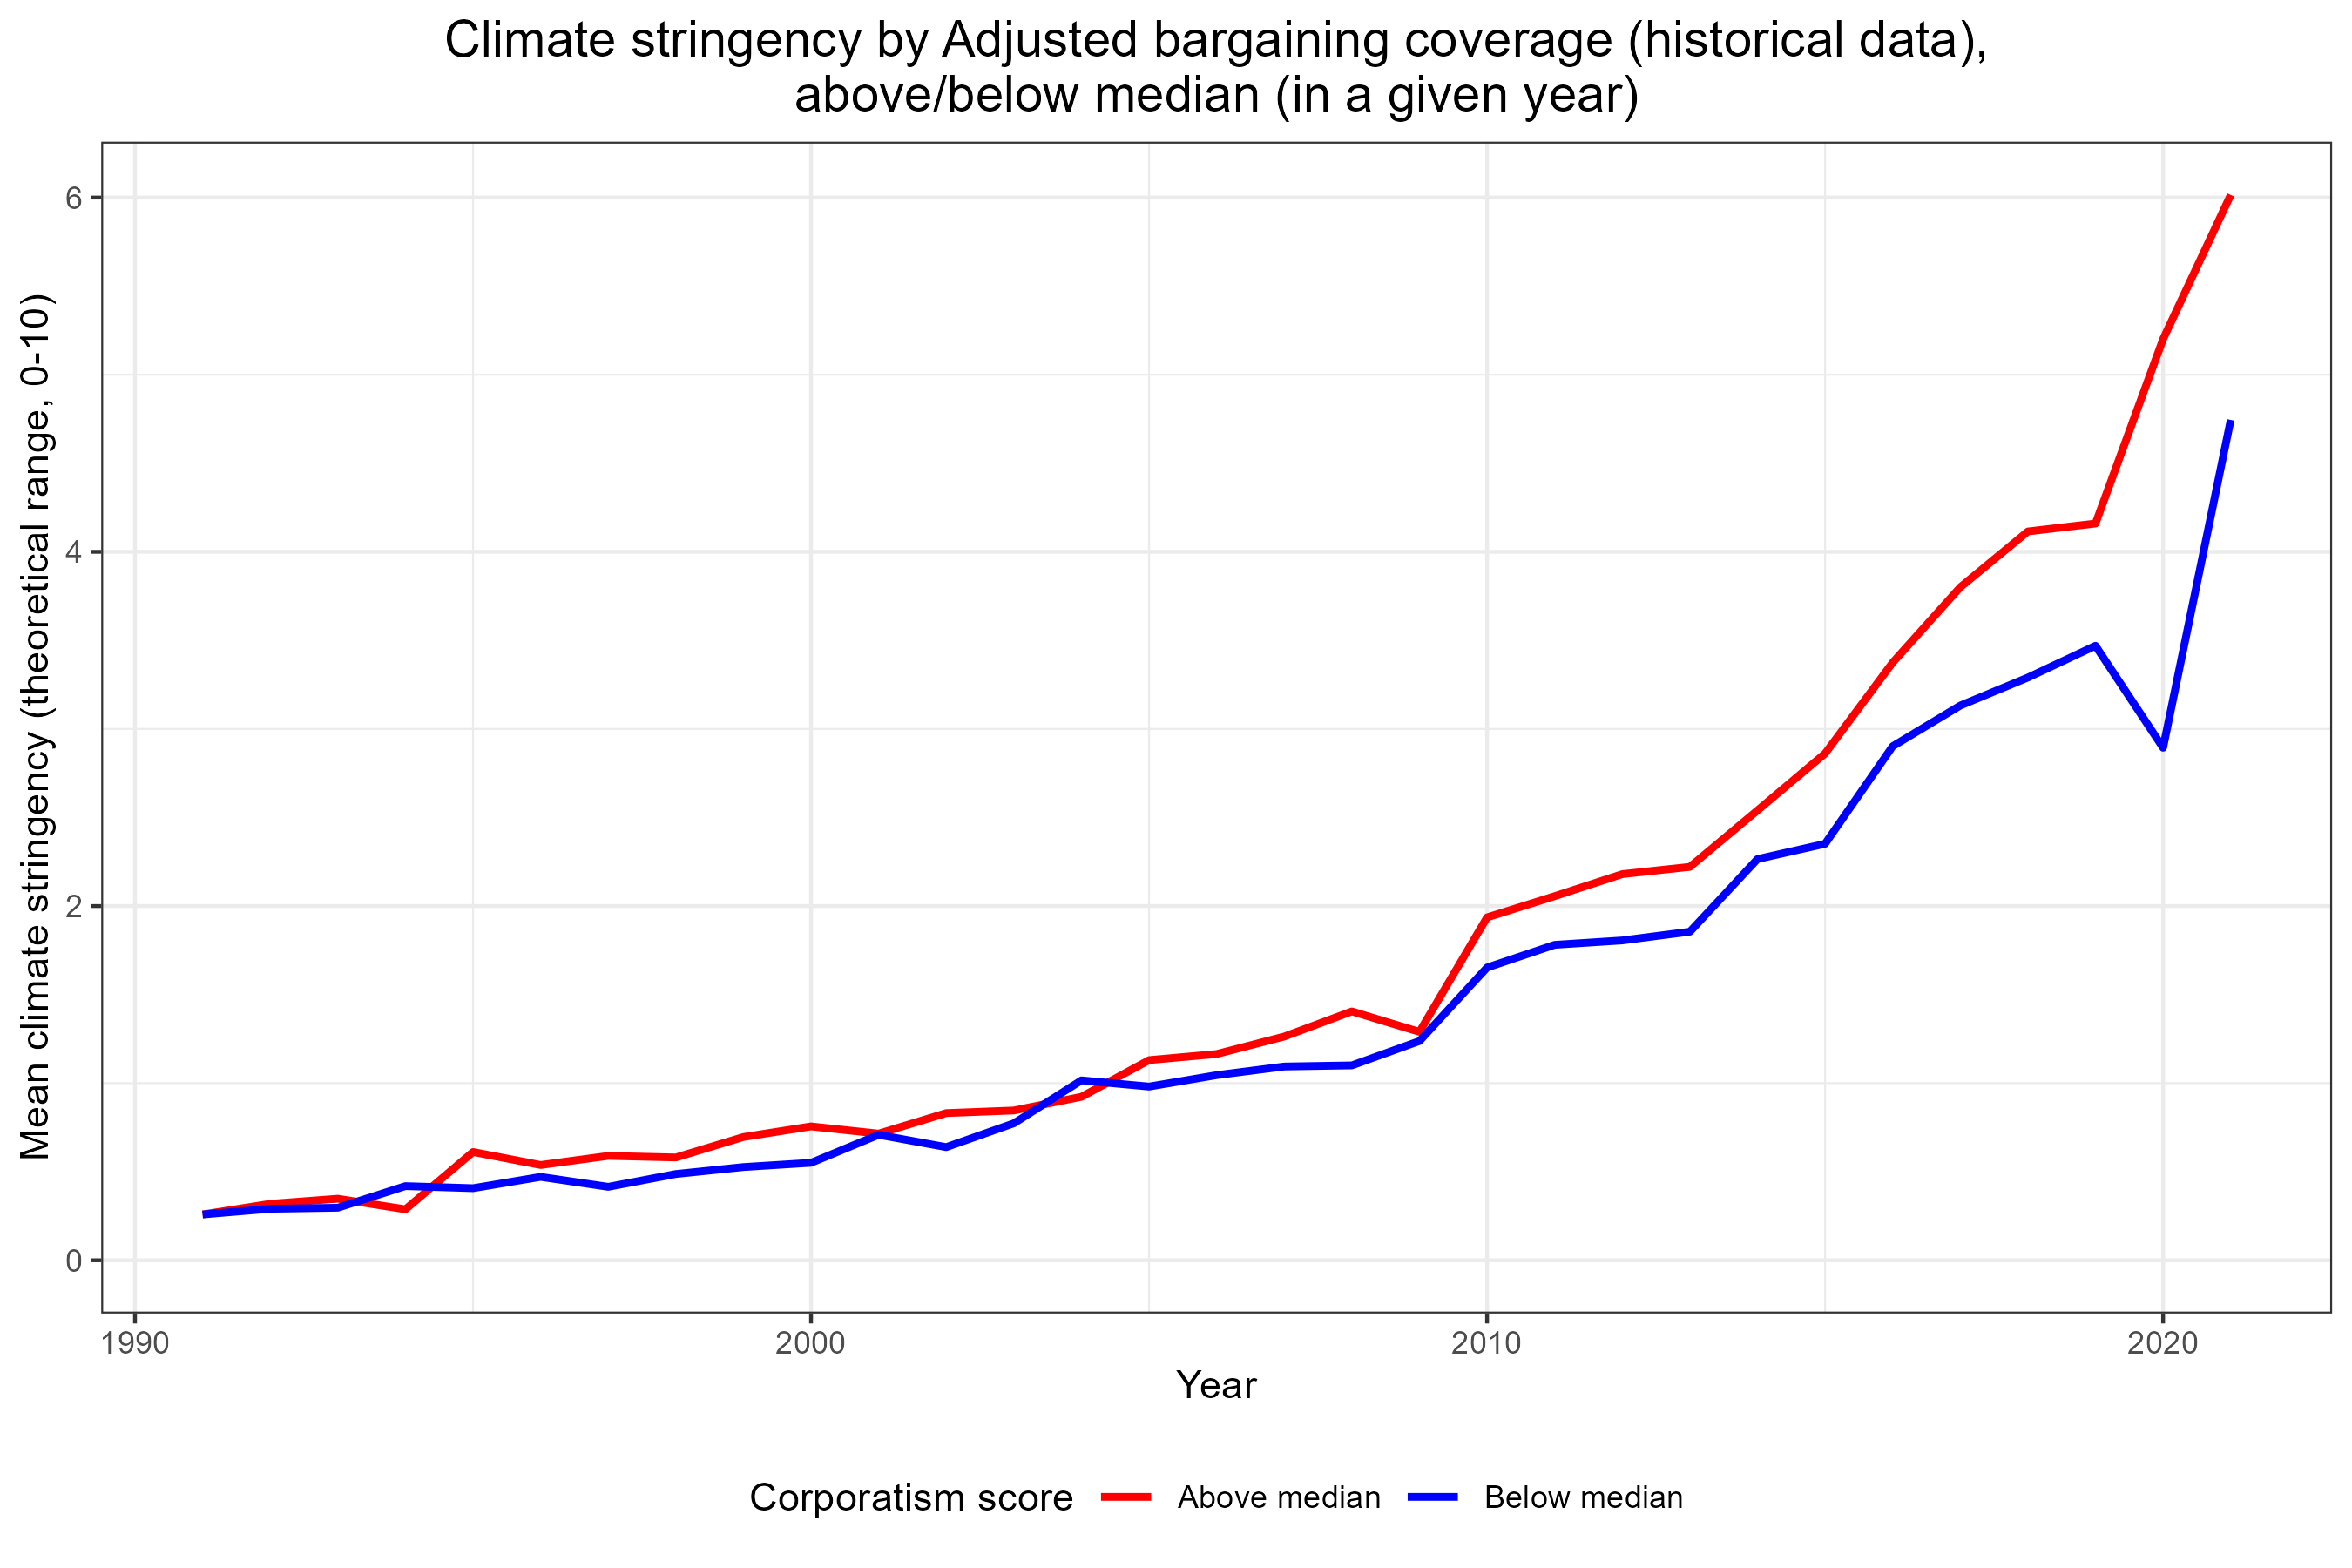 Climate stringency by Adjusted bargaining coverage (historical data),
above/below median (in a given year)
Mean climate stringency (theoretical range, 0-10)
6
4
2
0
1990 2000 2010 2020
Year
Corporatism score Above median Below median